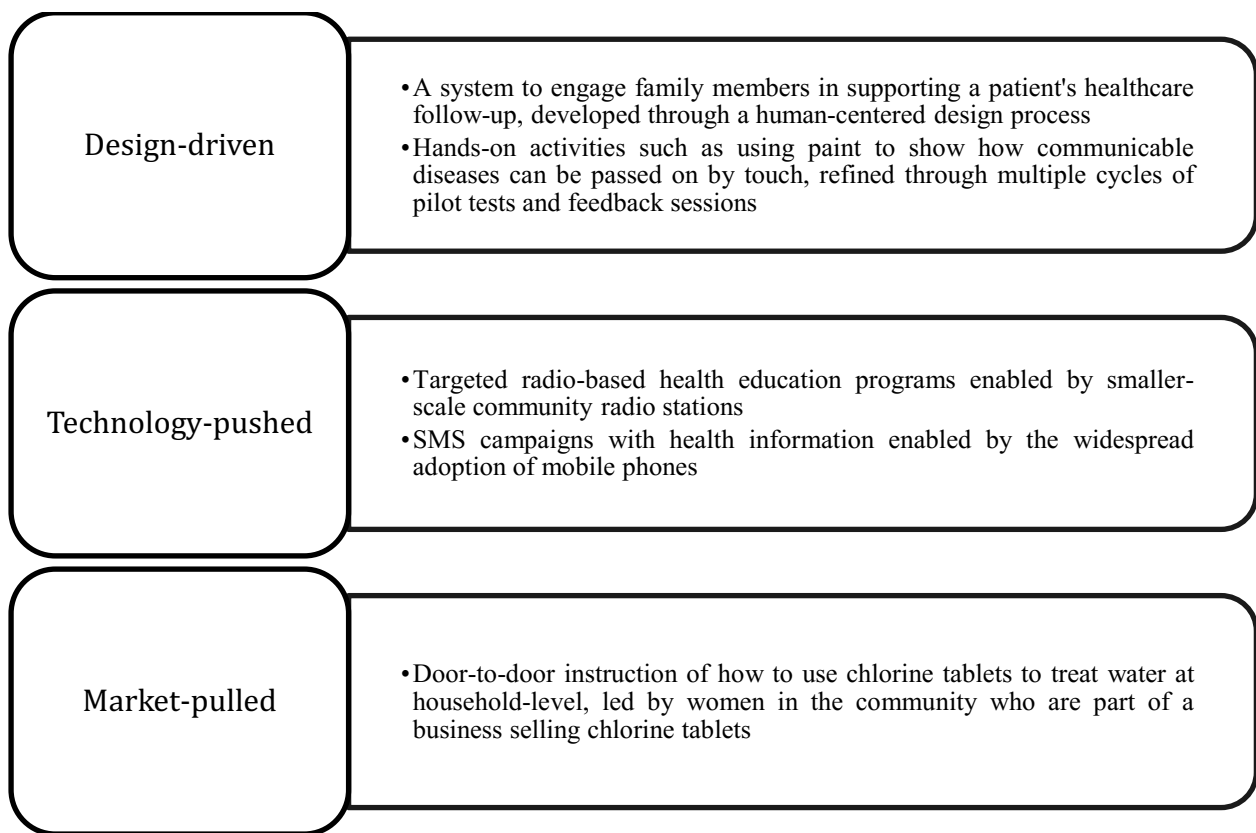 Design-driven
•A system to engage family members in supporting a patient's healthcare
follow-up, developed through a human-centered design process
•Hands-on activities such as using paint to show how communicable
diseases can be passed on by touch, refined through multiple cycles of
pilot tests and feedback sessions
Technology-pushed
•Targeted radio-based health education programs enabled by smaller-
scale community radio stations
•SMS campaigns with health information enabled by the widespread
adoption of mobile phones
Market-pulled
•Door-to-door instruction of how to use chlorine tablets to treat water at
household-level, led by women in the community who are part of a
business selling chlorine tablets